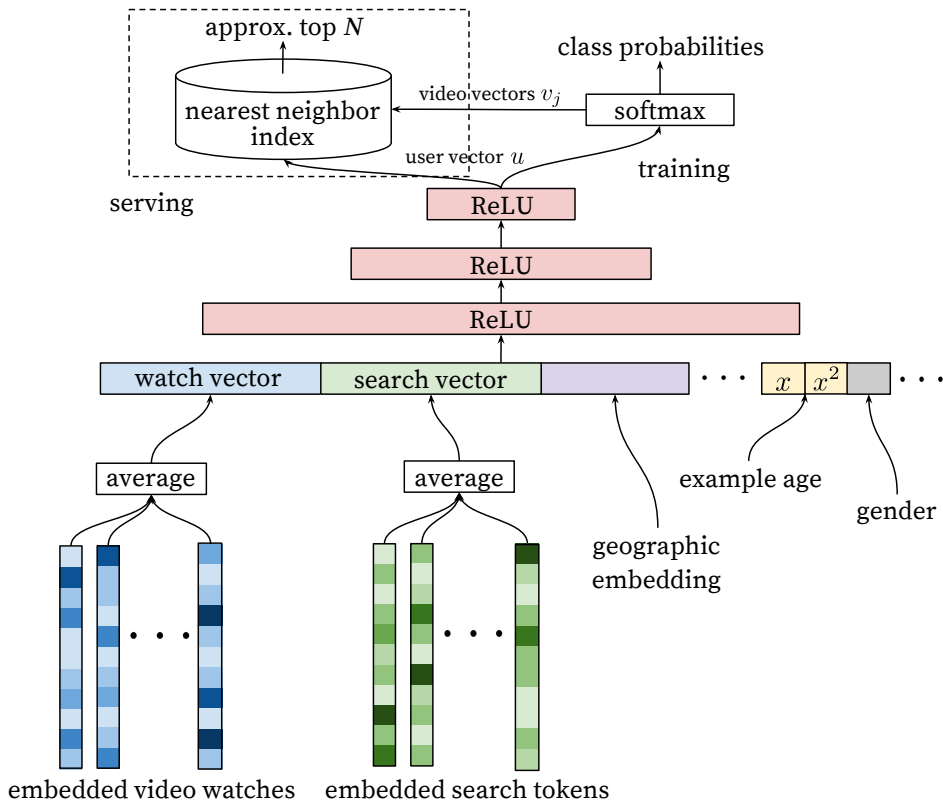 approx. top N
class probabilities
nearest neighbor
index
video vectors v_j
softmax
user vector u
training
serving
ReLU
ReLU
ReLU
watch vector
search vector
. . .
x
x²
. . .
average
average
example age
gender
geographic
embedding
. . .
. . .
embedded video watches
embedded search tokens